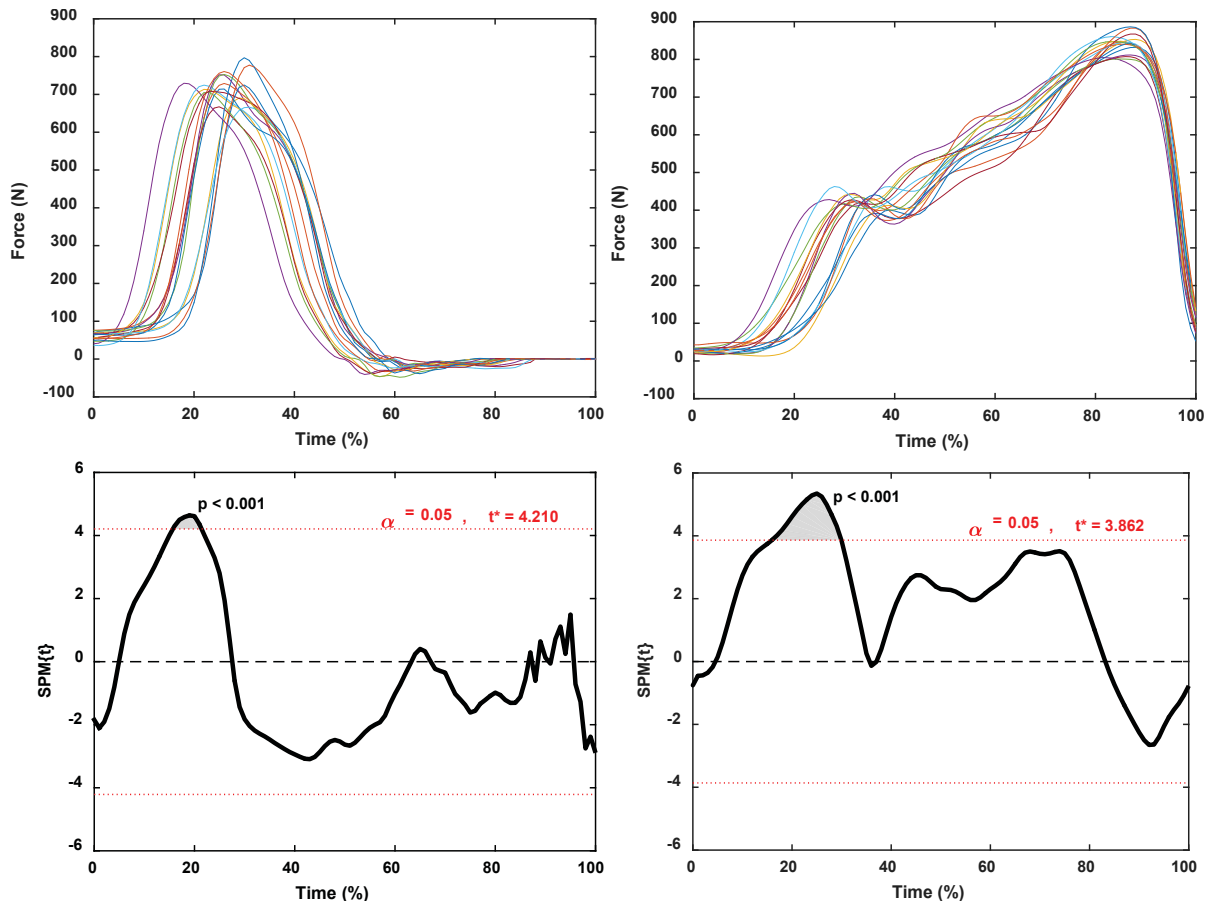 900
800
700
600
500
400
300
200
100
0
-100
Force (N)
0 20 40 60 80 100
Time (%)
900
800
700
600
500
400
300
200
100
0
-100
Force (N)
0 20 40 60 80 100
Time (%)
6
4
2
0
-2
-4
-6
SPM{t}
p < 0.001
α = 0.05 , t* = 4.210
0 20 40 60 80 100
Time (%)
6
4
2
0
-2
-4
-6
SPM{t}
p < 0.001
α = 0.05 , t* = 3.862
0 20 40 60 80 100
Time (%)